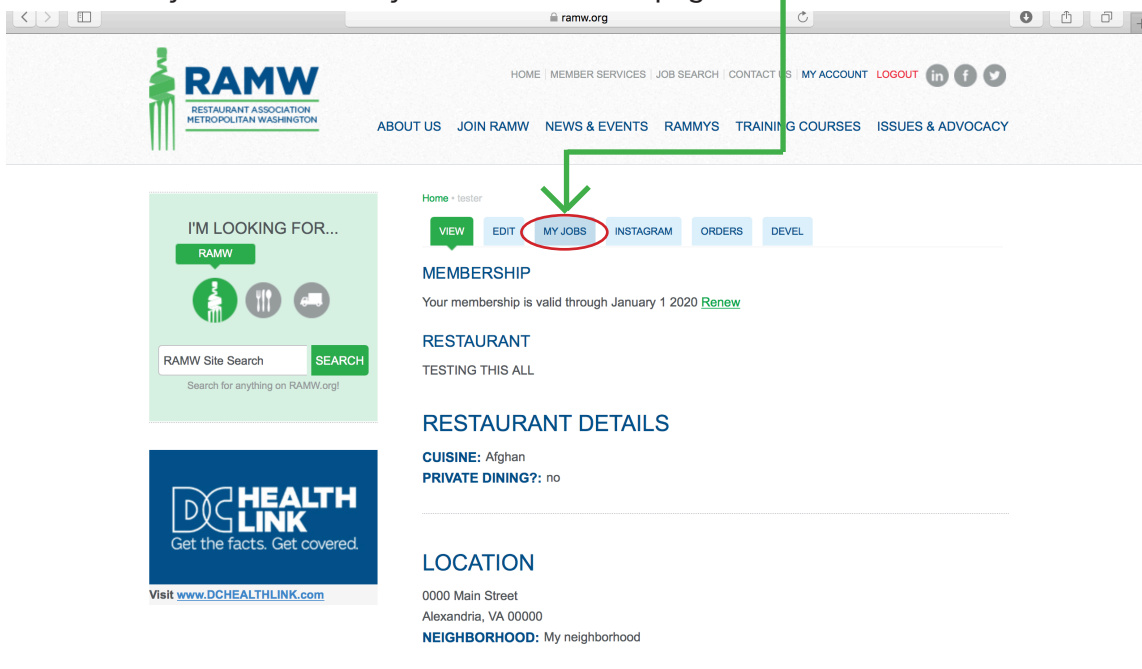 ramw.org
RAMW
RESTAURANT ASSOCIATION
METROPOLITAN WASHINGTON
HOME | MEMBER SERVICES | JOB SEARCH | CONTACT US | MY ACCOUNT LOGOUT in f
ABOUT US JOIN RAMW NEWS & EVENTS RAMMYS TRAINING COURSES ISSUES & ADVOCACY
I'M LOOKING FOR...
RAMW
RAMW Site Search SEARCH
Search for anything on RAMW.org!
DC HEALTH
LINK
Get the facts. Get covered.
Visit www.DCHEALTHLINK.com
Home • tester
VIEW EDIT MY JOBS INSTAGRAM ORDERS DEVEL
MEMBERSHIP
Your membership is valid through January 1 2020 Renew
RESTAURANT
TESTING THIS ALL
RESTAURANT DETAILS
CUISINE: Afghan
PRIVATE DINING?: no
LOCATION
0000 Main Street
Alexandria, VA 00000
NEIGHBORHOOD: My neighborhood